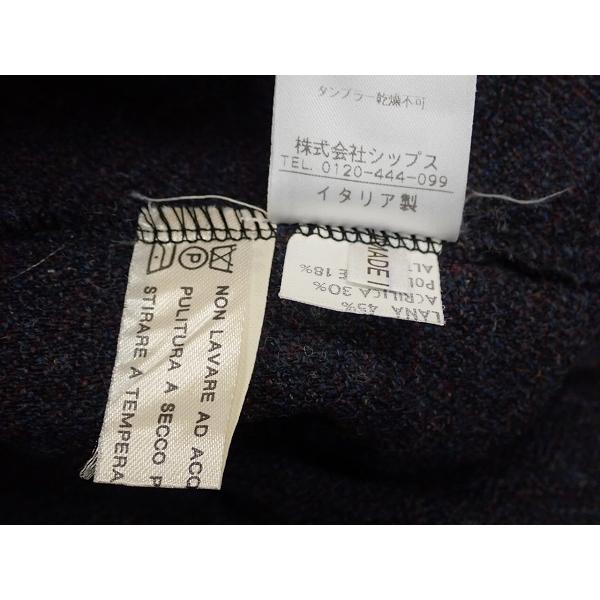 タンブラー乾燥不可
株式会社シップス
TEL. 0120-444-099
イタリア製
NON LAVARE AD ACQ
PULITURA A SECCO
STIRARE A TEMPERA
P
MADE I
LANA 45%
ACRILICA 30%
POL E 18%
ALT